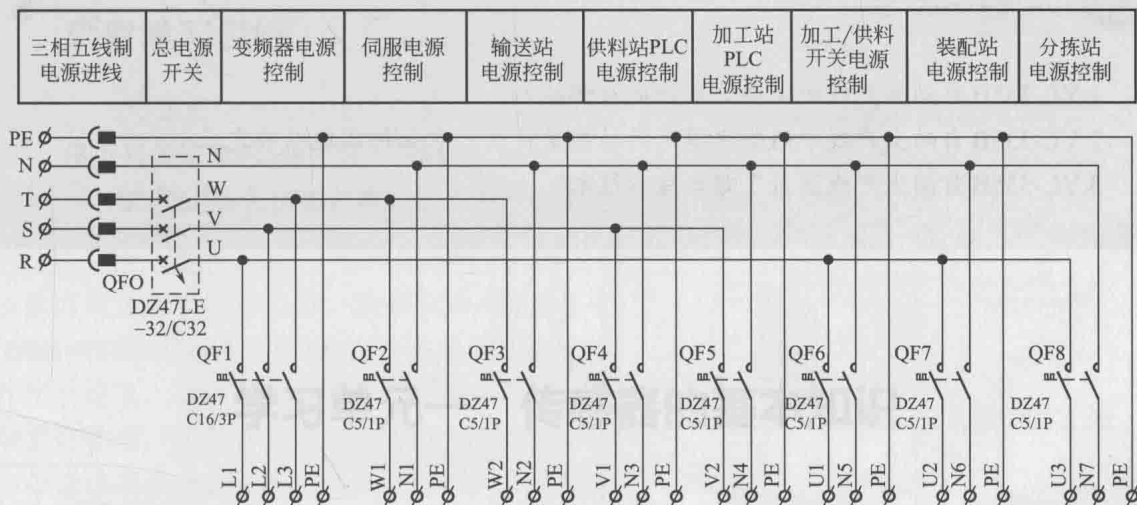 三相五线制
电源进线
总电源
开关
变频器电源
控制
伺服电源
控制
输送站
电源控制
供料站PLC
电源控制
加工站
PLC
电源控制
加工/供料
开关电源
控制
装配站
电源控制
分拣站
电源控制
PE
N
T
S
R
N
W
V
U
QFO
DZ47LE
-32/C32
QF1
DZ47
C16/3P
QF2
DZ47
C5/1P
QF3
DZ47
C5/1P
QF4
DZ47
C5/1P
QF5
DZ47
C5/1P
QF6
DZ47
C5/1P
QF7
DZ47
C5/1P
QF8
DZ47
C5/1P
L1
L2
L3
PE
W1
N1
PE
W2
N2
PE
V1
N3
PE
V2
N4
PE
U1
N5
PE
U2
N6
PE
U3
N7
PE